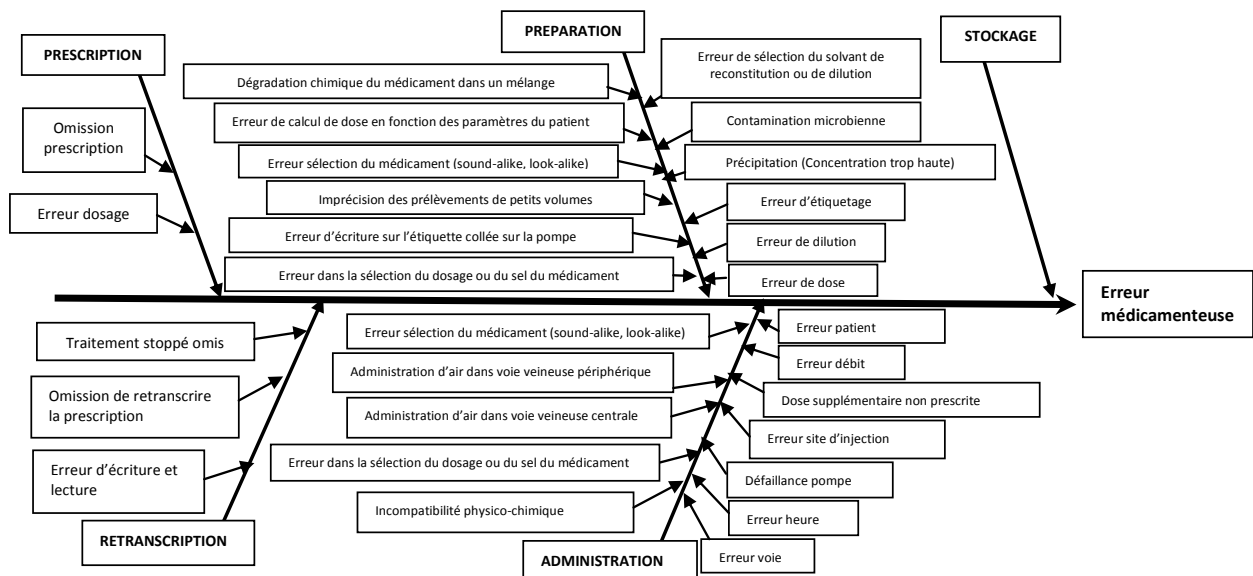 PRESCRIPTION
PREPARATION
STOCKAGE
Omission
prescription
Erreur dosage
Dégradation chimique du médicament dans un mélange
Erreur de calcul de dose en fonction des paramètres du patient
Erreur sélection du médicament (sound-alike, look-alike)
Imprécision des prélèvements de petits volumes
Erreur d'écriture sur l'étiquette collée sur la pompe
Erreur dans la sélection du dosage ou du sel du médicament
Erreur de sélection du solvant de
reconstitution ou de dilution
Contamination microbienne
Précipitation (Concentration trop haute)
Erreur d'étiquetage
Erreur de dilution
Erreur de dose
Erreur
médicamenteuse
Traitement stoppé omis
Omission de retranscrire
la prescription
Erreur d'écriture et
lecture
RETRANSCRIPTION
Erreur sélection du médicament (sound-alike, look-alike)
Administration d'air dans voie veineuse périphérique
Administration d'air dans voie veineuse centrale
Erreur dans la sélection du dosage ou du sel du médicament
Incompatibilité physico-chimique
Erreur patient
Erreur débit
Dose supplémentaire non prescrite
Erreur site d'injection
Défaillance pompe
Erreur heure
Erreur voie
ADMINISTRATION